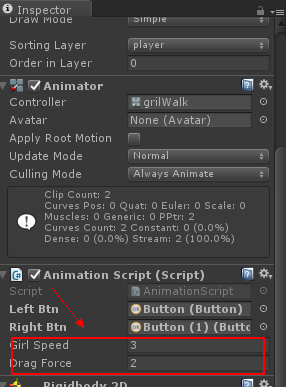 Inspector
Draw Mode Simple
Sorting Layer player
Order in Layer 0
Animator
Controller grilWalk
Avatar None (Avatar)
Apply Root Motion
Update Mode Normal
Culling Mode Always Animate
Clip Count: 2
Curves Pos: 0 Quat: 0 Euler: 0 Scale: 0
Muscles: 0 Generic: 0 PPtr: 2
Curves Count: 2 Constant: 0 (0.0%)
Dense: 0 (0.0%) Stream: 2 (100.0%)
Animation Script (Script)
Script AnimationScript
Left Btn Button (Button)
Right Btn Button (1) (Butto
Girl Speed 3
Drag Force 2
Rigidbody 2D